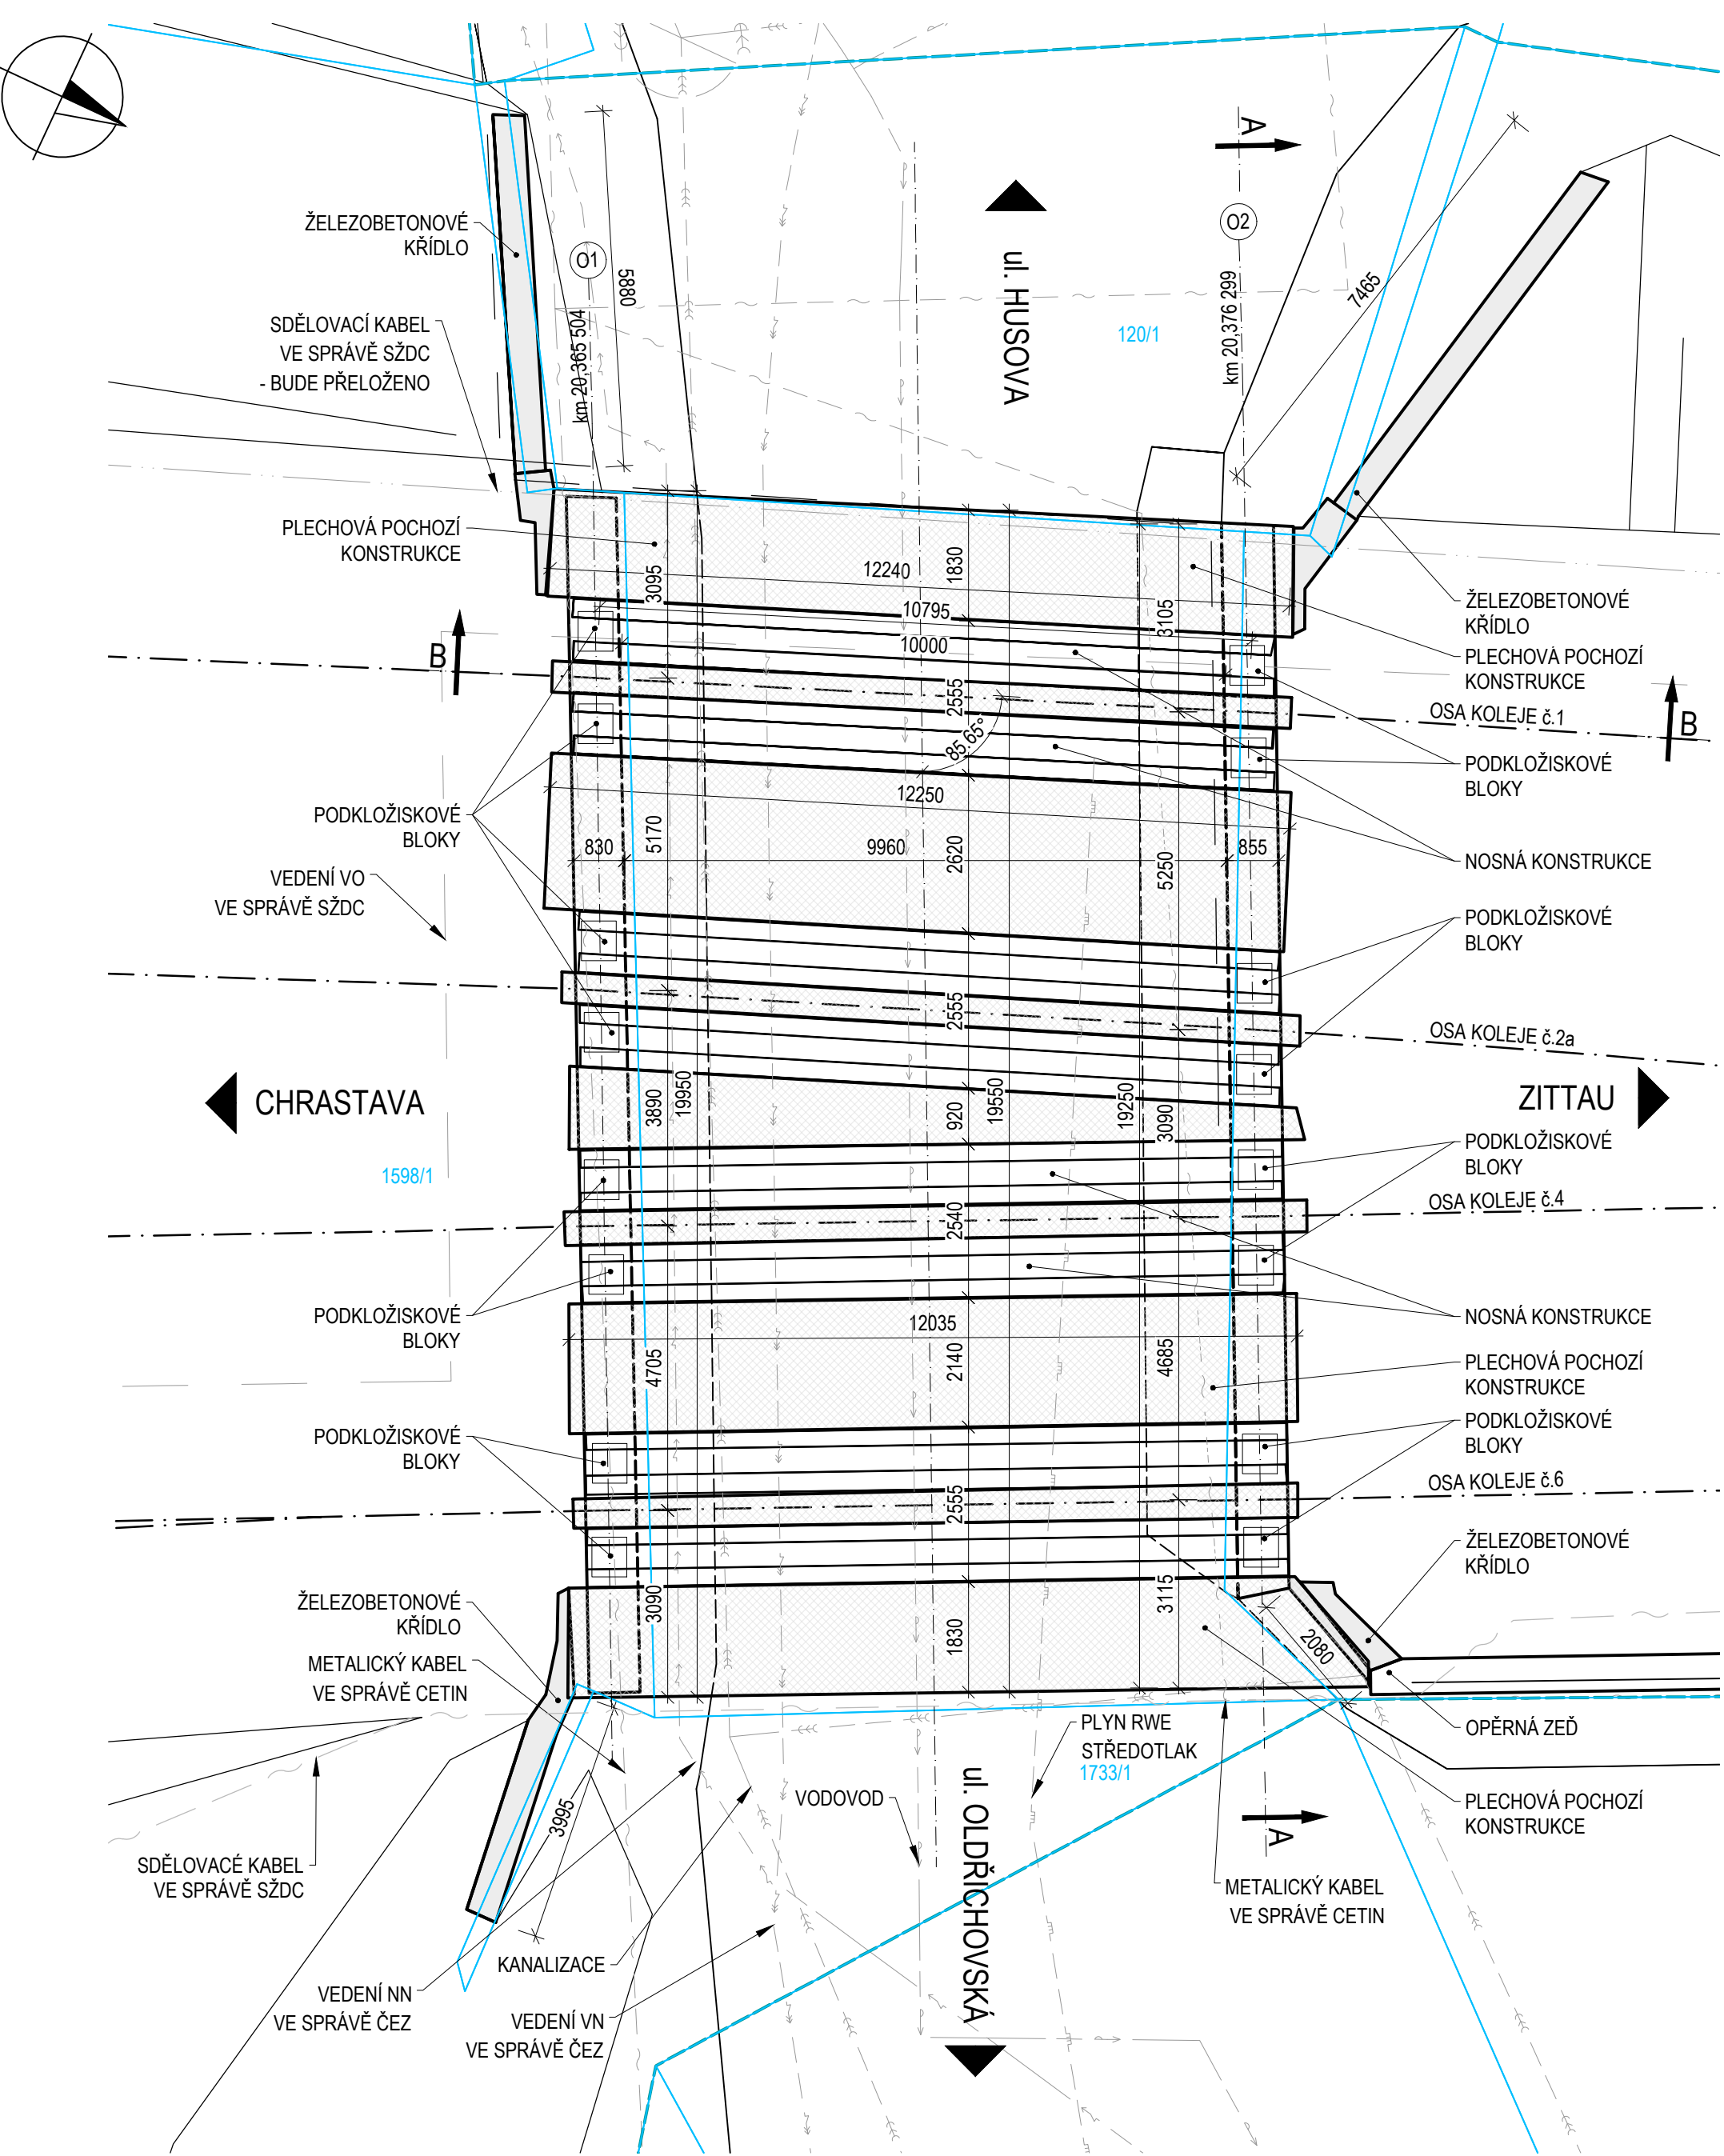 A
ŽELEZOBETONOVÉ
KŘÍDLO
O1
O2
5880
ul. HUSOVA
km 20,365 504
km 20,376 299
7465
120/1
SDĚLOVACÍ KABEL
VE SPRÁVĚ SŽDC
- BUDE PŘELOŽENO
PLECHOVÁ POCHOZÍ
KONSTRUKCE
3095
12240
1830
10795
3105
10000
ŽELEZOBETONOVÉ
KŘÍDLO
PLECHOVÁ POCHOZÍ
KONSTRUKCE
B
2555
OSA KOLEJE č.1
B
85.65°
PODKLOŽISKOVÉ
BLOKY
12250
PODKLOŽISKOVÉ
BLOKY
830
5170
9960
2620
5250
855
NOSNÁ KONSTRUKCE
VEDENÍ VO
VE SPRÁVĚ SŽDC
PODKLOŽISKOVÉ
BLOKY
2555
OSA KOLEJE č.2a
CHRASTAVA
3890
19950
920
19550
19250
3090
ZITTAU
1598/1
PODKLOŽISKOVÉ
BLOKY
OSA KOLEJE č.4
2540
PODKLOŽISKOVÉ
BLOKY
12035
NOSNÁ KONSTRUKCE
4705
2140
4685
PLECHOVÁ POCHOZÍ
KONSTRUKCE
PODKLOŽISKOVÉ
BLOKY
PODKLOŽISKOVÉ
BLOKY
OSA KOLEJE č.6
2555
ŽELEZOBETONOVÉ
KŘÍDLO
ŽELEZOBETONOVÉ
KŘÍDLO
3090
1830
3115
2080
METALICKÝ KABEL
VE SPRÁVĚ CETIN
PLYN RWE
STŘEDOTLAK
1733/1
OPĚRNÁ ZEĎ
VODOVOD
3995
ul. OLDŘICHOVSKÁ
PLECHOVÁ POCHOZÍ
KONSTRUKCE
A
SDĚLOVACÉ KABEL
VE SPRÁVĚ SŽDC
METALICKÝ KABEL
VE SPRÁVĚ CETIN
KANALIZACE
VEDENÍ NN
VE SPRÁVĚ ČEZ
VEDENÍ VN
VE SPRÁVĚ ČEZ